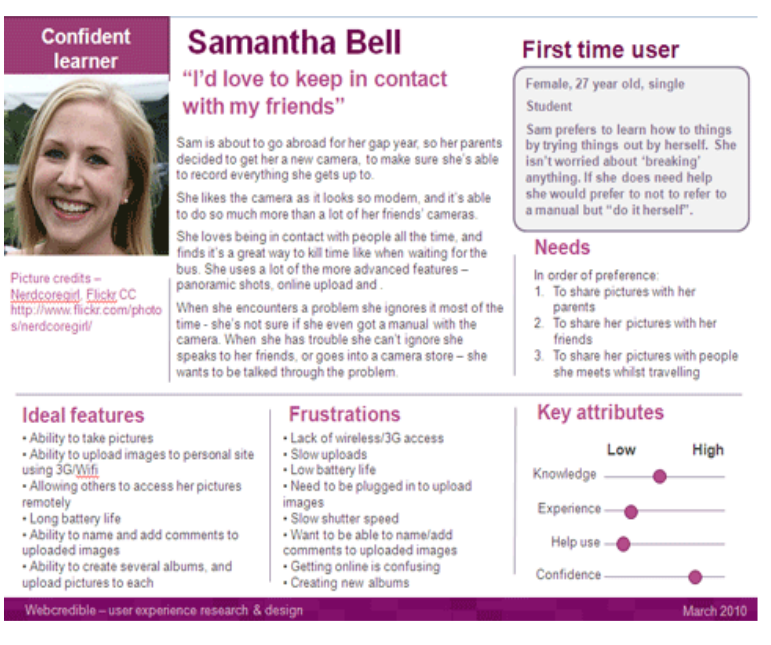 Confident
learner
Samantha Bell
“I’d love to keep in contact
with my friends”
Sam is about to go abroad for her gap year, so her parents
decided to get her a new camera, to make sure she’s able
to record everything she gets up to.
She likes the camera as it looks so modern, and it’s able
to do so much more than a lot of her friends’ cameras.
She loves being in contact with people all the time, and
finds it’s a great way to kill time like when waiting for the
bus. She uses a lot of the more advanced features –
panoramic shots, online upload and .
When she encounters a problem she ignores it most of the
time - she’s not sure if she even got a manual with the
camera. When she has trouble she can’t ignore she
speaks to her friends, or goes into a camera store – she
wants to be talked through the problem.
First time user
Female, 27 year old, single
Student
Sam prefers to learn how to things
by trying things out by herself. She
isn’t worried about ‘breaking’
anything. If she does need help
she would prefer to not to refer to
a manual but “do it herself”.
Needs
In order of preference:
1. To share pictures with her
parents
2. To share her pictures with her
friends
3. To share her pictures with people
she meets whilst travelling
Picture credits –
Nerdcoregirl, Flickr CC
http://www.flickr.com/photo
s/nerdcoregirl/
Ideal features
• Ability to take pictures
• Ability to upload images to personal site
using 3G/Wifi
• Allowing others to access her pictures
remotely
• Long battery life
• Ability to name and add comments to
uploaded images
• Ability to create several albums, and
upload pictures to each
Frustrations
• Lack of wireless/3G access
• Slow uploads
• Low battery life
• Need to be plugged in to upload
images
• Slow shutter speed
• Want to be able to name/add
comments to uploaded images
• Getting online is confusing
• Creating new albums
Key attributes
Low High
Knowledge
Experience
Help use
Confidence
Webcredible – user experience research & design
March 2010